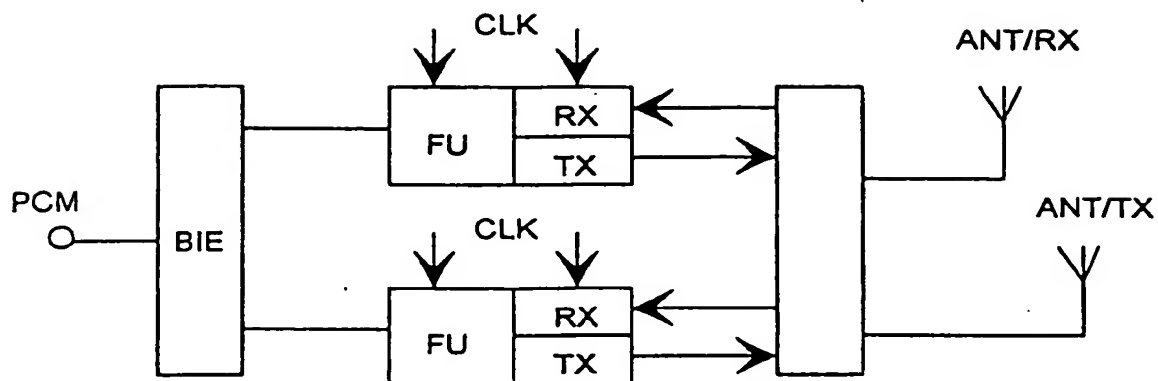 CLK
ANT/RX
RX
FU
TX
PCM
ANT/TX
BIE
CLK
RX
FU
TX